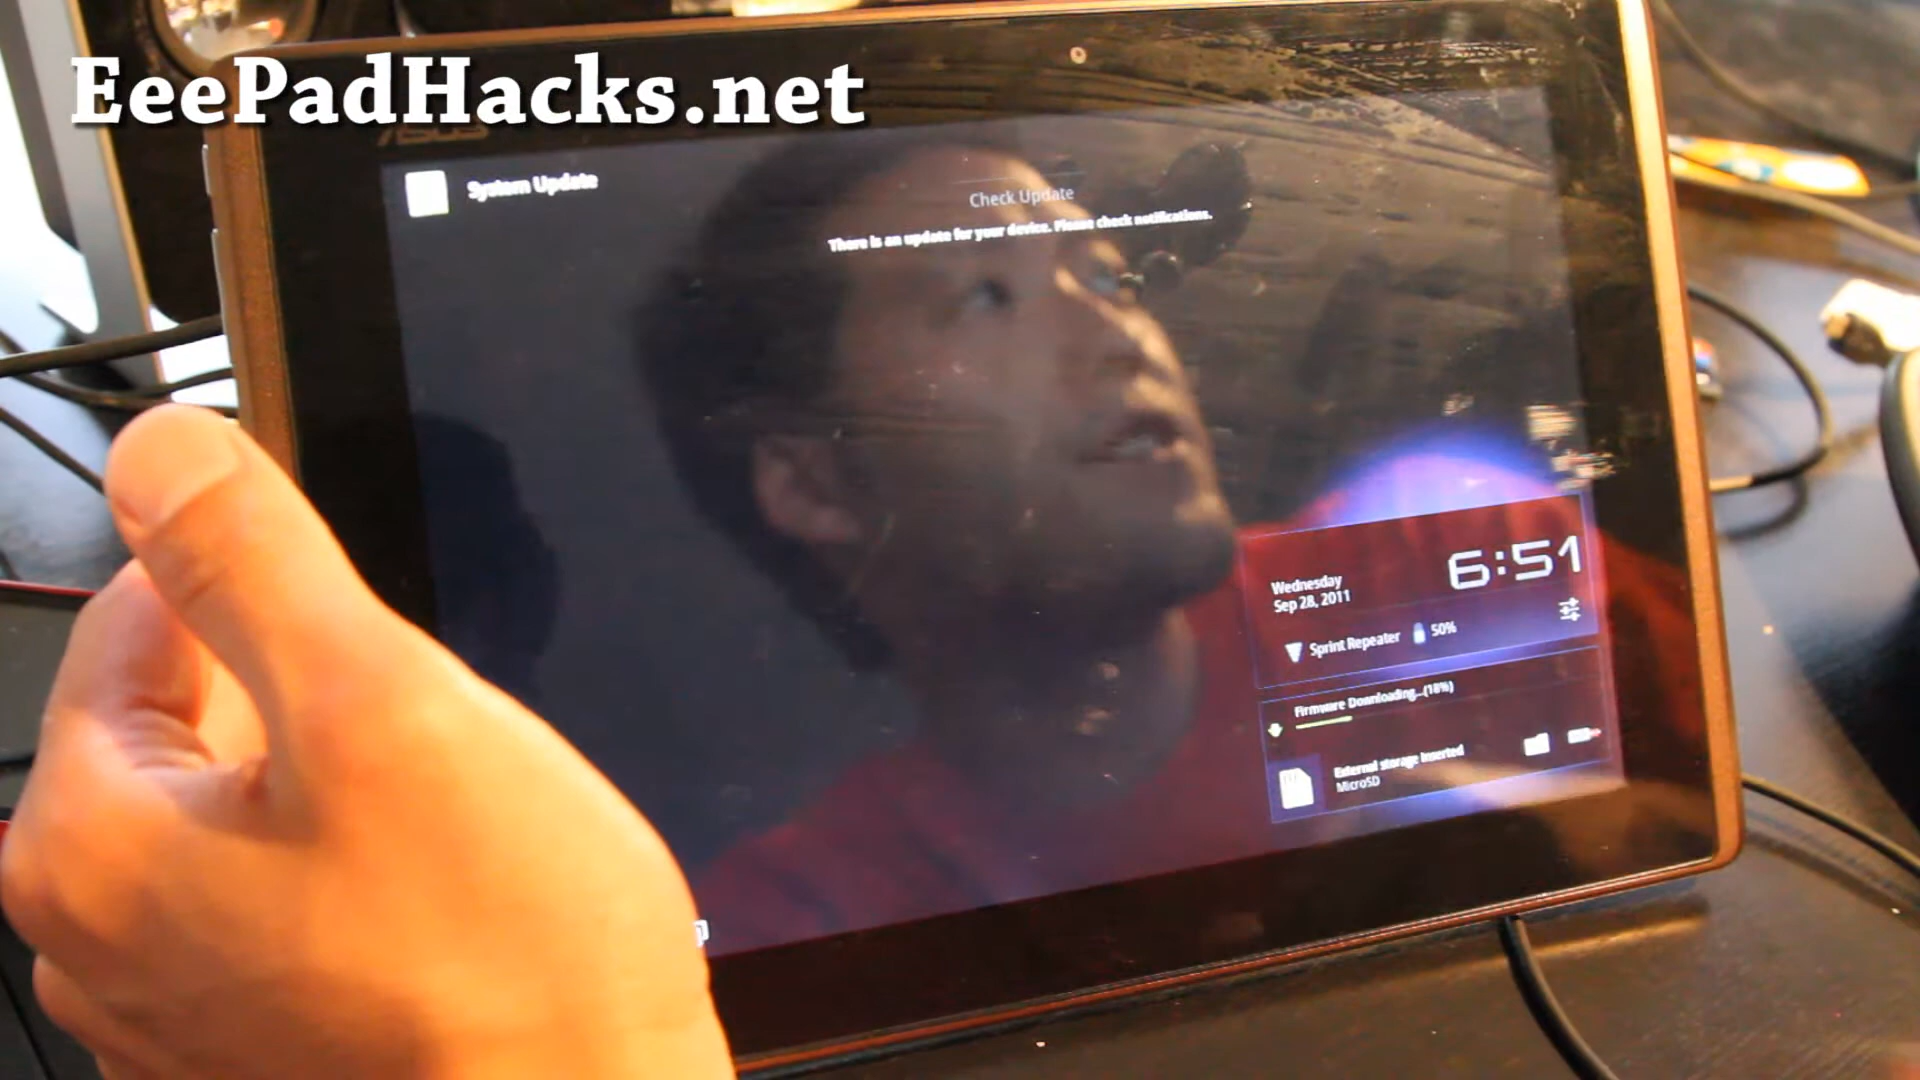 EeePadHacks.net
ASUS
System Update
Check Update
There is an update for your device. Please check notifications.
6:51
Wednesday
Sep 28, 2011
Sprint Repeater 50%
Firmware Downloading...(18%)
External storage inserted
MicroSD